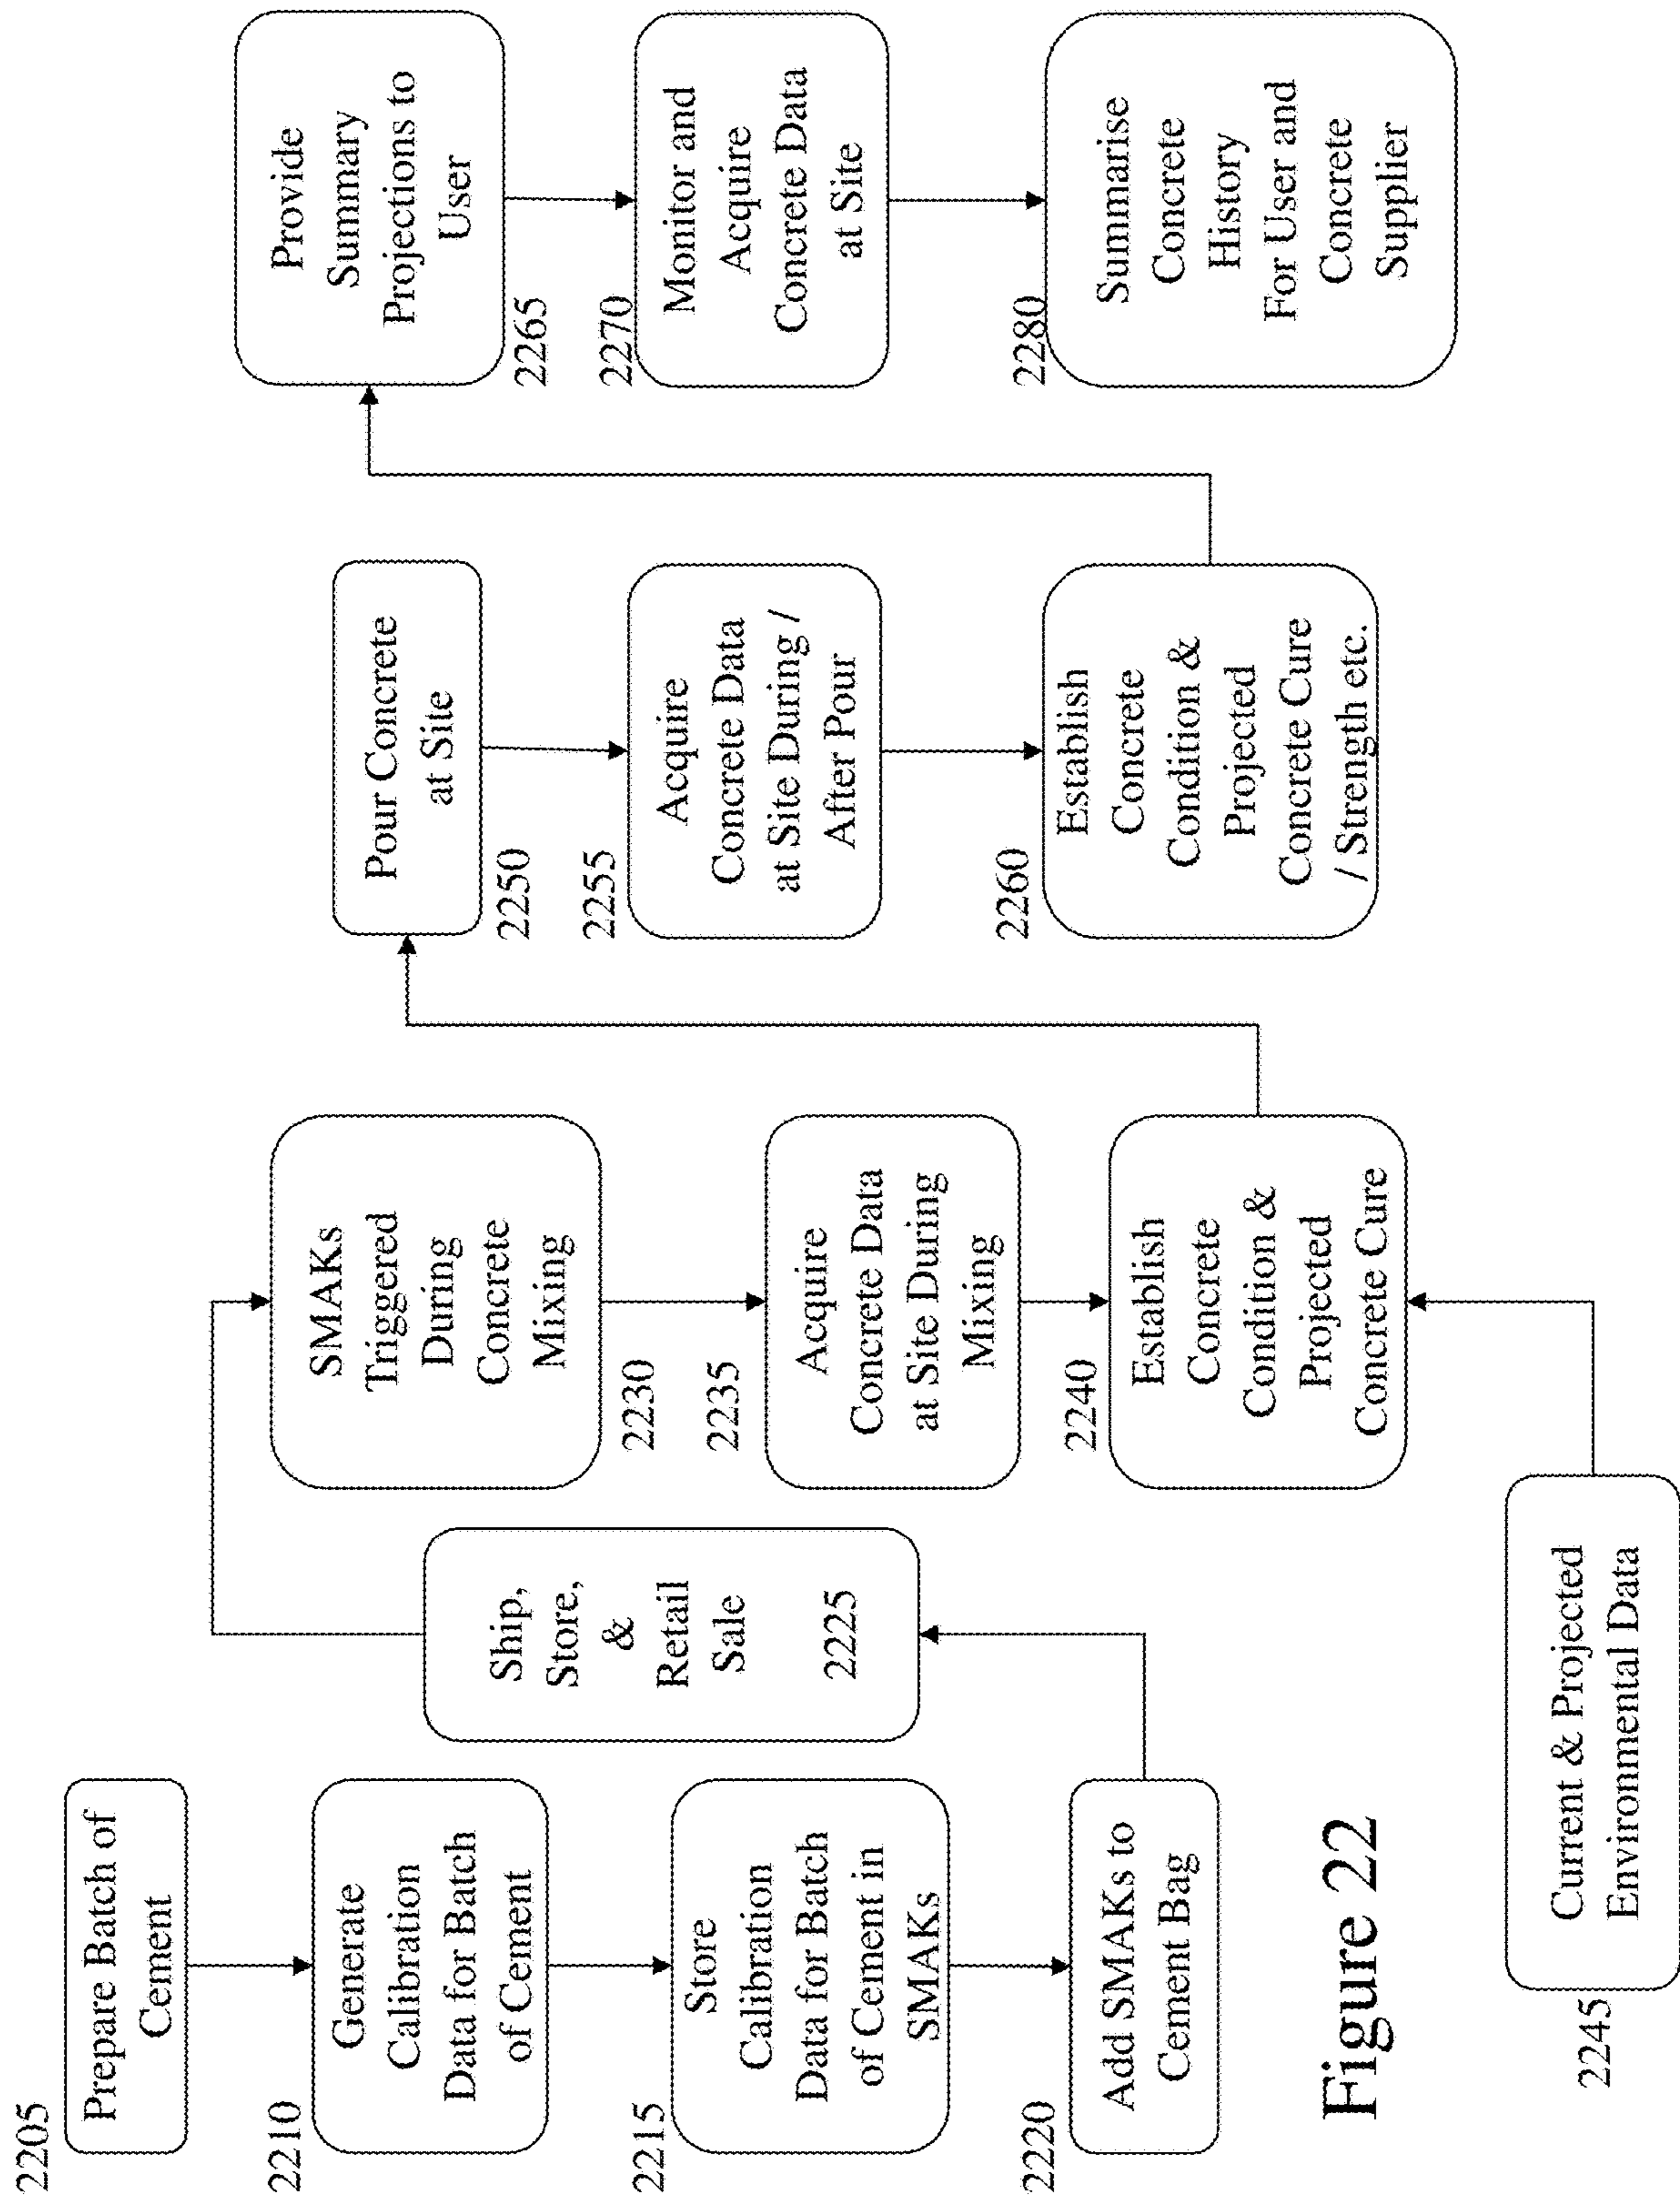 2205
Prepare Batch of
Cement
2210
Generate
Calibration
Data for Batch
of Cement
2215
Store
Calibration
Data for Batch
of Cement in
SMAKs
2220
Add SMAKs to
Cement Bag
Ship,
Store,
&
Retail
Sale
2225
SMAKs
Triggered
During
Concrete
Mixing
2230
2235
Acquire
Concrete Data
at Site During
Mixing
2240
Establish
Concrete
Condition &
Projected
Concrete Cure
2245
Current & Projected
Environmental Data
Pour Concrete
at Site
2250
2255
Acquire
Concrete Data
at Site During /
After Pour
2260
Establish
Concrete
Condition &
Projected
Concrete Cure
/ Strength etc.
Provide
Summary
Projections to
User
2265
2270
Monitor and
Acquire
Concrete Data
at Site
2280
Summarise
Concrete
History
For User and
Concrete
Supplier
Figure 22